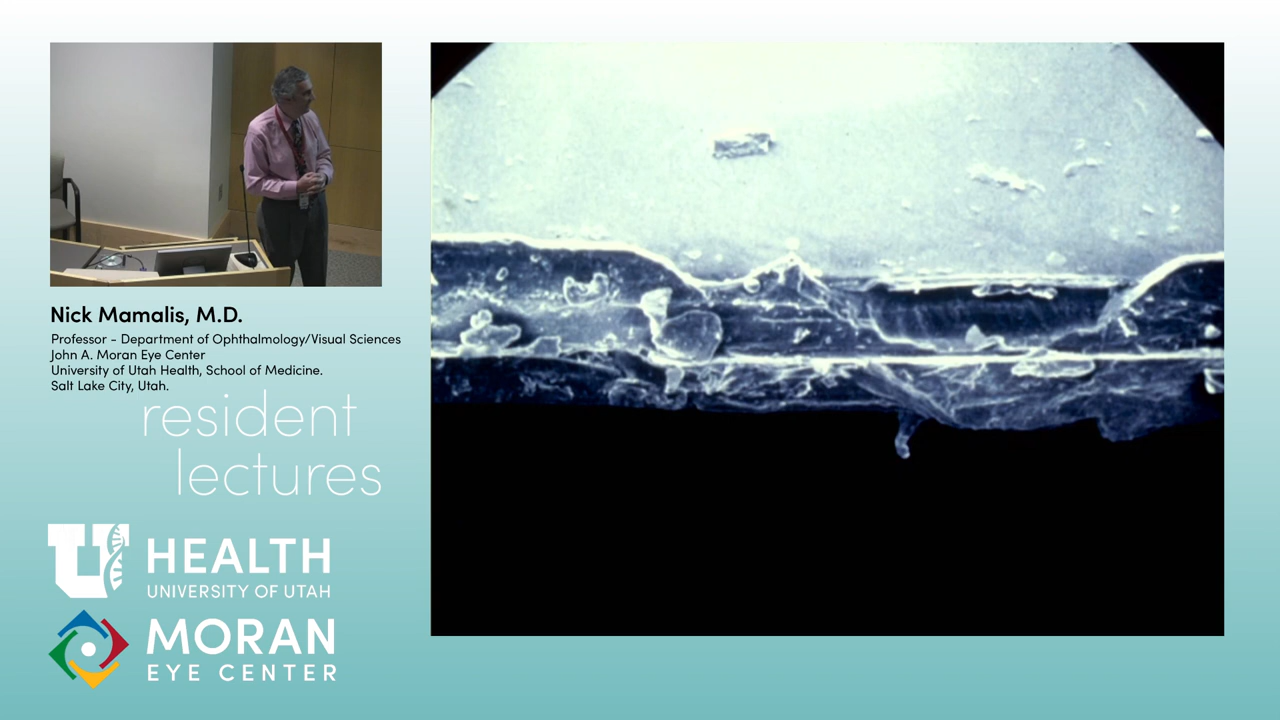 Nick Mamalis, M.D.
Professor - Department of Ophthalmology/Visual Sciences
John A. Moran Eye Center
University of Utah Health, School of Medicine.
Salt Lake City, Utah.
resident
lectures
U HEALTH
UNIVERSITY OF UTAH
MORAN
EYE CENTER